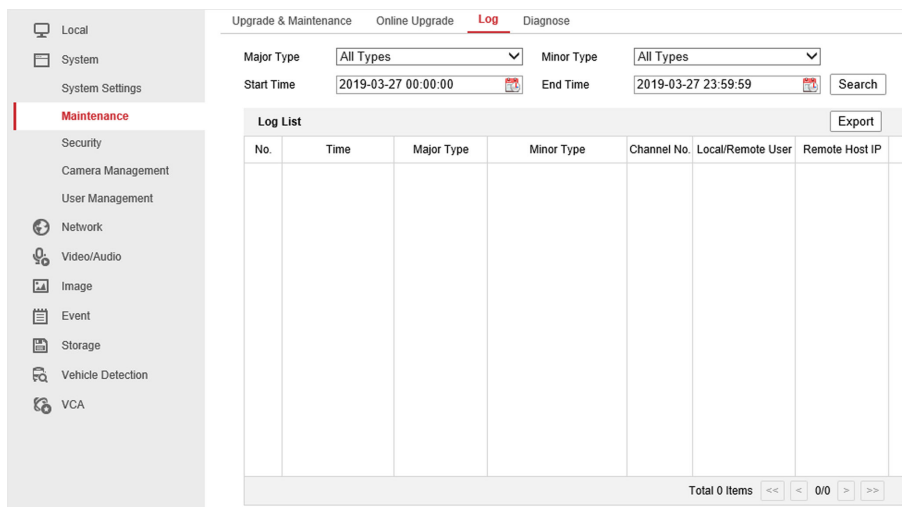 Local
System
System Settings
Maintenance
Security
Camera Management
User Management
Network
Video/Audio
Image
Event
Storage
Vehicle Detection
VCA
Upgrade & Maintenance Online Upgrade Log Diagnose
Major Type All Types Minor Type All Types
Start Time 2019-03-27 00:00:00 End Time 2019-03-27 23:59:59 Search
Log List Export
No. Time Major Type Minor Type Channel No. Local/Remote User Remote Host IP
Total 0 Items << < 0/0 > >>